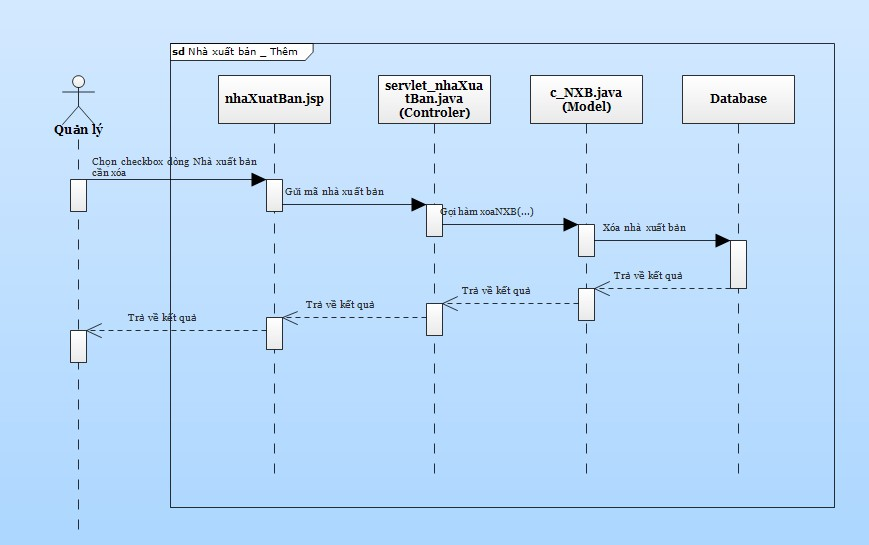 sd Nhà xuất bản _ Thêm
nhaXuatBan.jsp
servlet_nhaXua
tBan.java
(Controler)
c_NXB.java
(Model)
Database
Quản lý
Chọn checkbox dòng Nhà xuất bản
cần xóa
Gửi mã nhà xuất bản
Gọi hàm xoaNXB(...)
Xóa nhà xuất bản
Trả về kết quả
Trả về kết quả
Trả về kết quả
Trả về kết quả